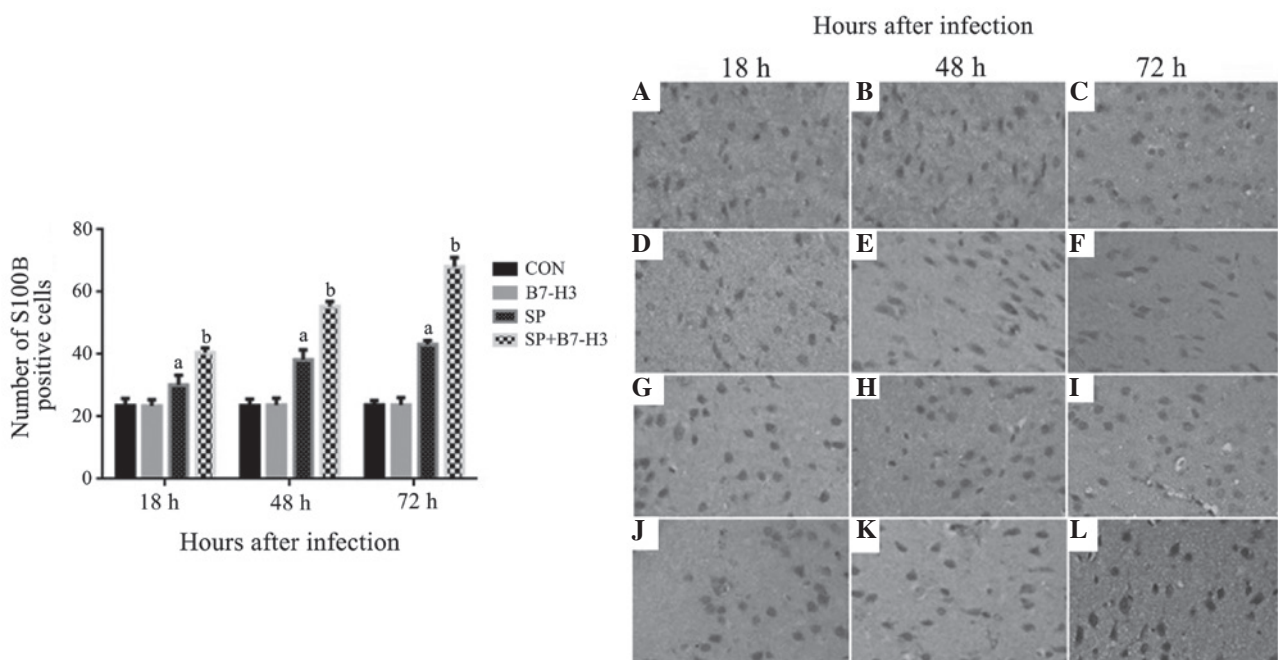 Number of S100B
positive cells
80
60
40
20
0
a
b
a
b
a
b
18 h
48 h
72 h
Hours after infection
CON
B7-H3
SP
SP+B7-H3
Hours after infection
18 h
48 h
72 h
A
B
C
D
E
F
G
H
I
J
K
L